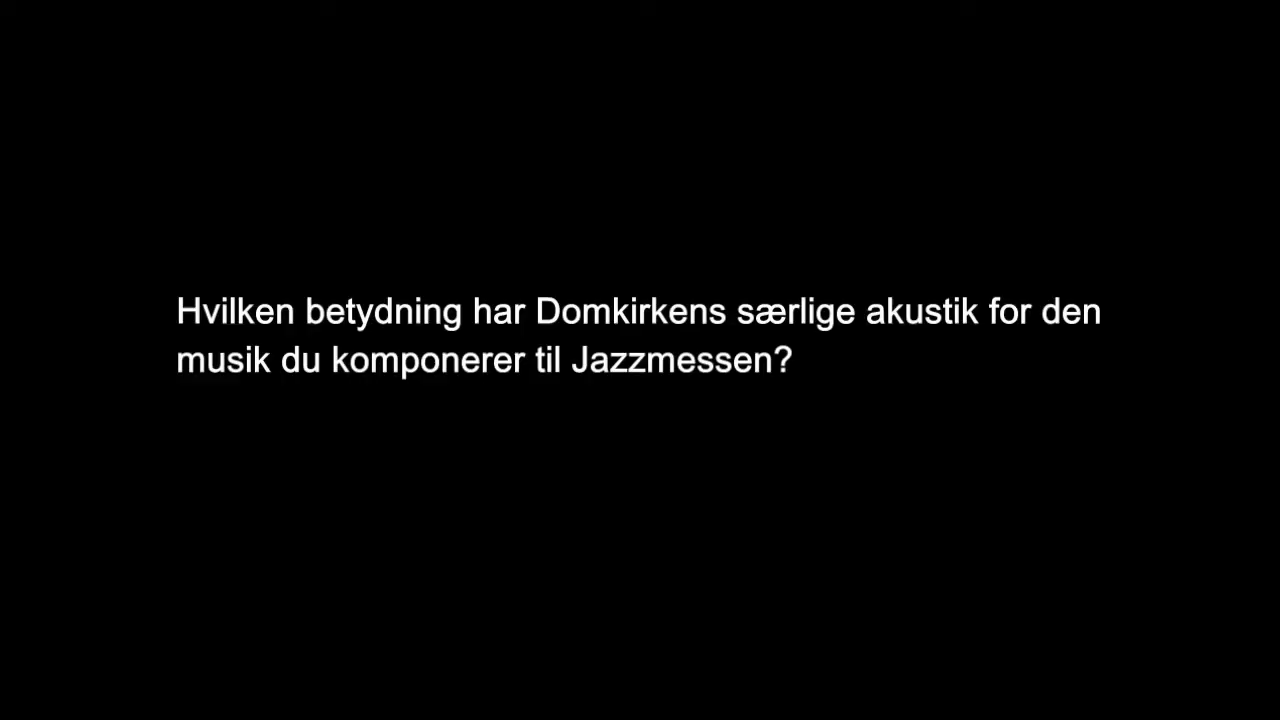 Hvilken betydning har Domkirkens særlige akustik for den
musik du komponerer til Jazzmessen?